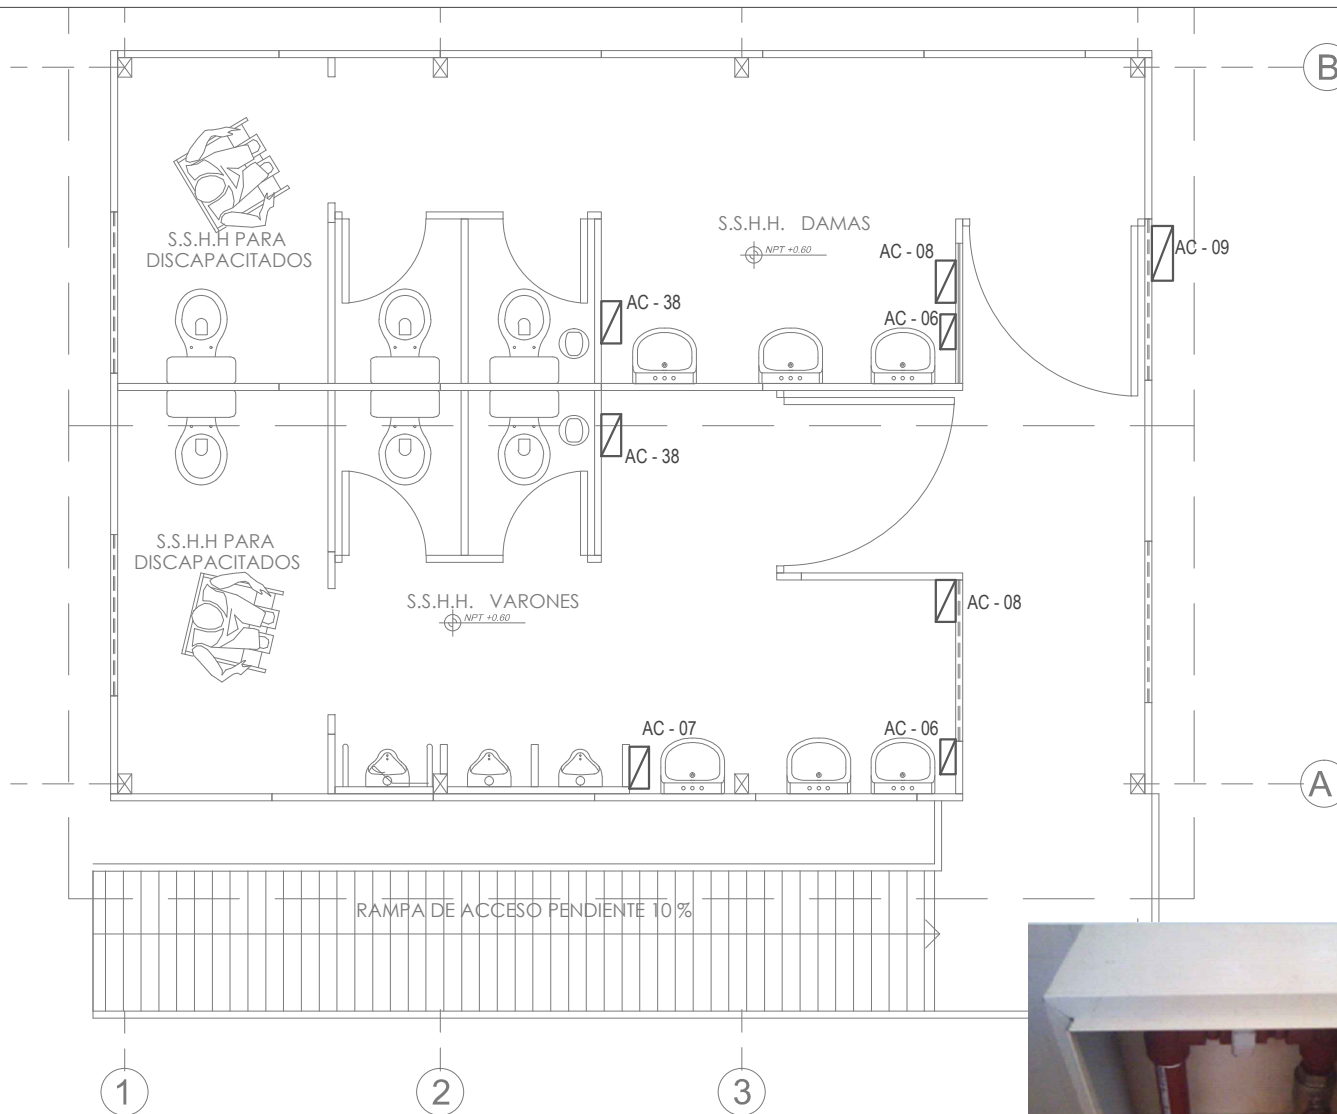 B
S.S.H.H. DAMAS
NPT +0.60
S.S.H.H PARA
DISCAPACITADOS
AC - 08
AC - 09
AC - 38
AC - 06
AC - 38
S.S.H.H PARA
DISCAPACITADOS
S.S.H.H. VARONES
NPT +0.60
AC - 08
AC - 07
AC - 06
A
RAMPA DE ACCESO PENDIENTE 10 %
1
2
3